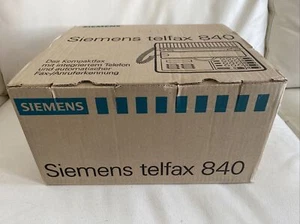 Siemens telfax 840
Das Kompaktfax
mit integriertem Telefon
und automatischer
Fax-/Anruferkennung
SIEMENS
Siemens telfax 840